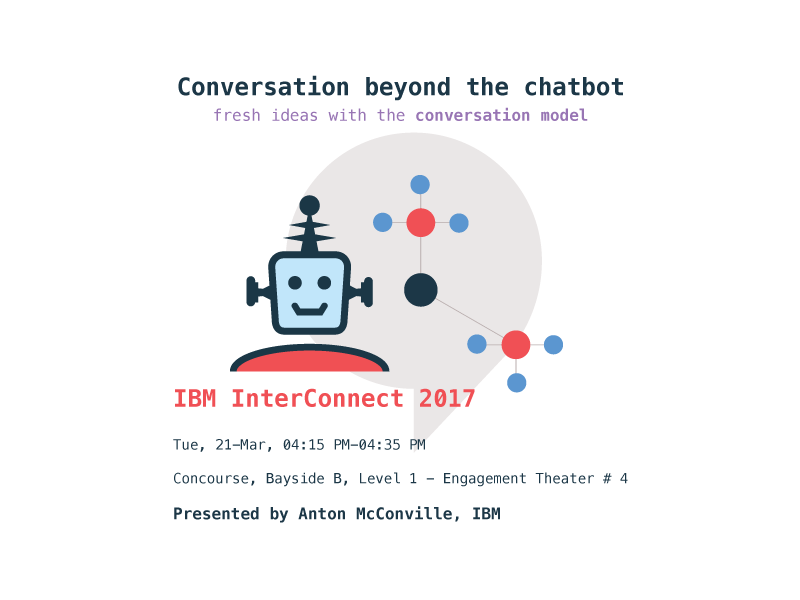 Conversation beyond the chatbot
fresh ideas with the conversation model
IBM InterConnect 2017
Tue, 21-Mar, 04:15 PM-04:35 PM
Concourse, Bayside B, Level 1 - Engagement Theater # 4
Presented by Anton McConville, IBM